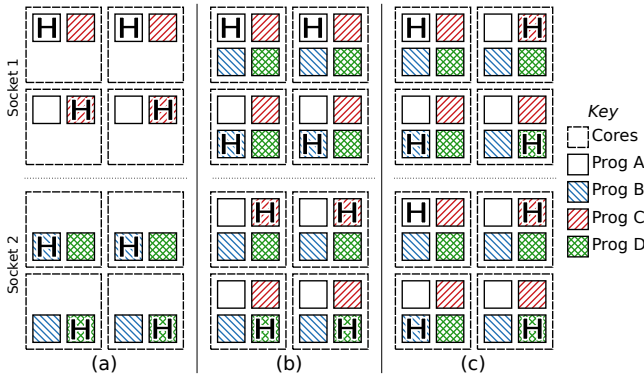 Socket 1
H H H H H H
H H
H H H H
Socket 2
H H H H
H H
H H H H H H
(a) (b) (c)
Key
Cores
Prog A
Prog B
Prog C
Prog D